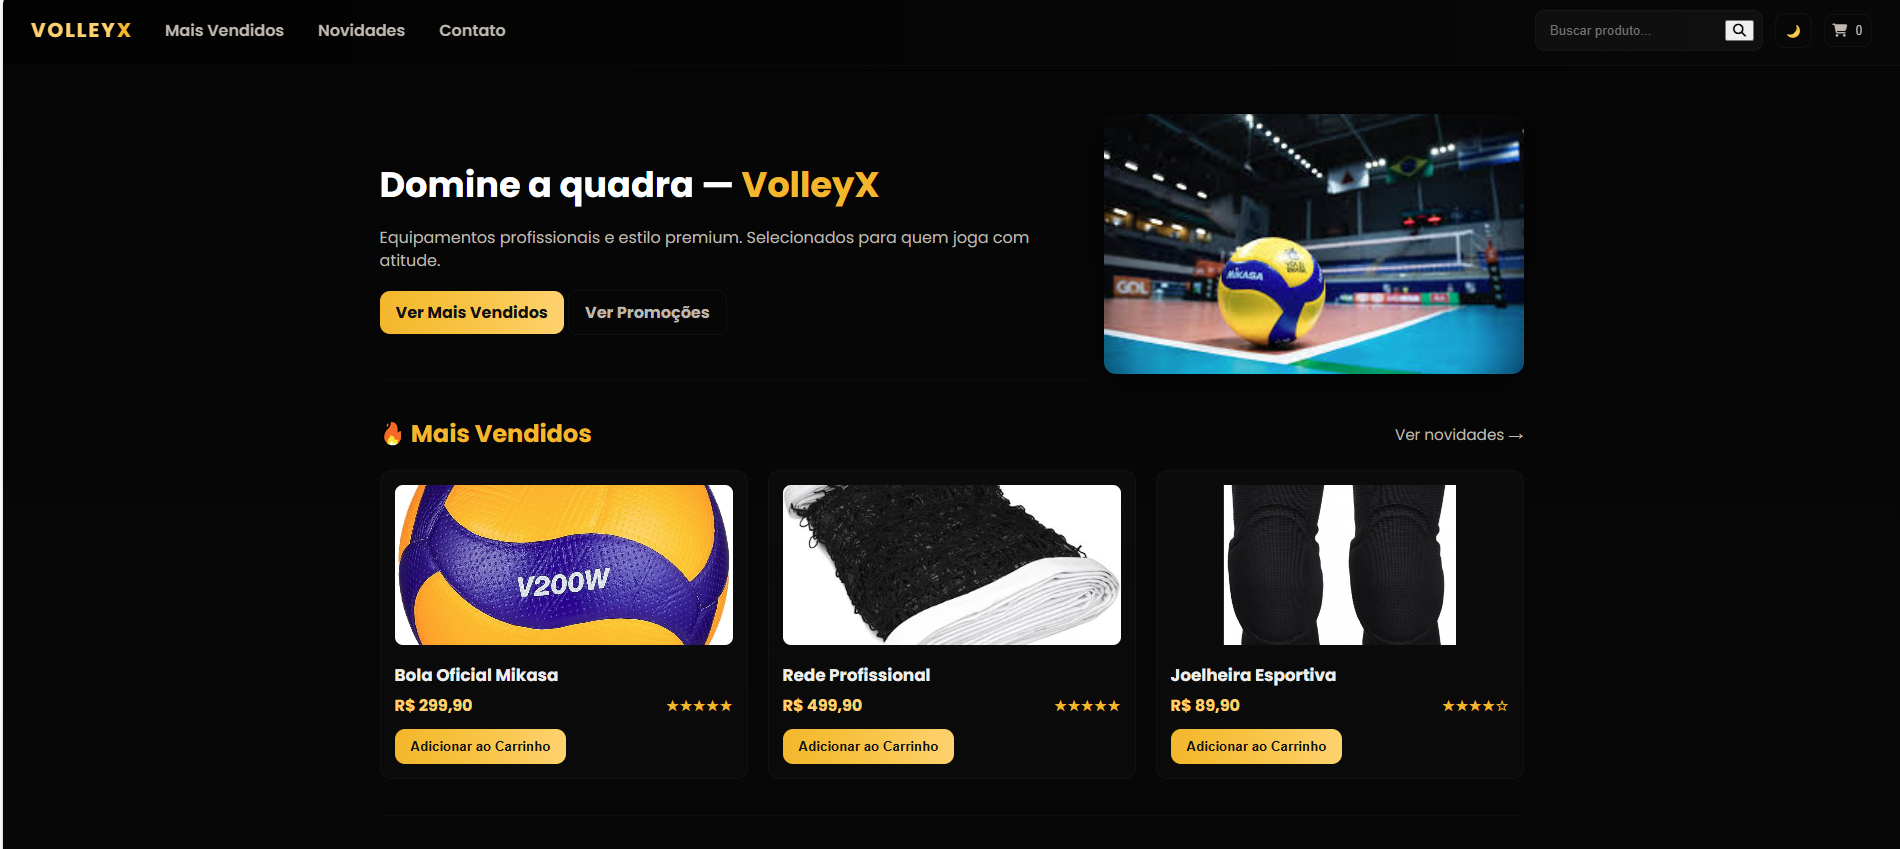 VOLLEYX Mais Vendidos Novidades Contato Buscar produto... 0
Domine a quadra — VolleyX
Equipamentos profissionais e estilo premium. Selecionados para quem joga com
atitude.
Ver Mais Vendidos Ver Promoções
MIKASA
GOL
🔥 Mais Vendidos Ver novidades →
V200W
Bola Oficial Mikasa
R$ 299,90 ★★★★★
Adicionar ao Carrinho
Rede Profissional
R$ 499,90 ★★★★★
Adicionar ao Carrinho
Joelheira Esportiva
R$ 89,90 ★★★★☆
Adicionar ao Carrinho